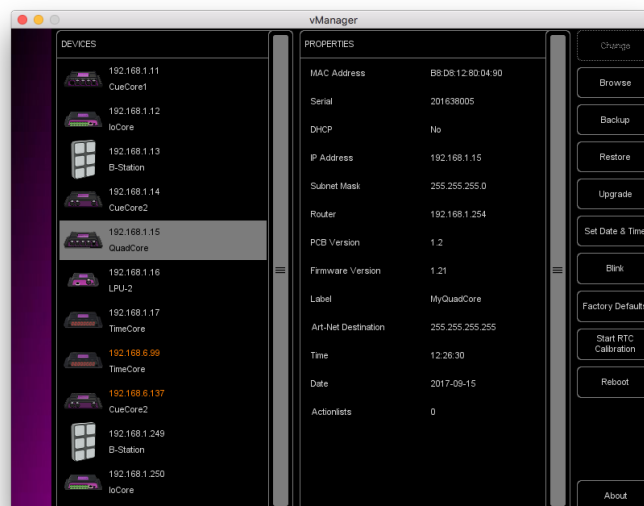 vManager
DEVICES
192.168.1.11
CueCore1
192.168.1.12
IoCore
192.168.1.13
B-Station
192.168.1.14
CueCore2
192.168.1.15
QuadCore
192.168.1.16
LPU-2
192.168.1.17
TimeCore
192.168.6.99
TimeCore
192.168.6.137
CueCore2
192.168.1.249
B-Station
192.168.1.250
IoCore
PROPERTIES
MAC Address B8:D8:12:80:04:90
Serial 201638005
DHCP No
IP Address 192.168.1.15
Subnet Mask 255.255.255.0
Router 192.168.1.254
PCB Version 1.2
Firmware Version 1.21
Label MyQuadCore
Art-Net Destination 255.255.255.255
Time 12:26:30
Date 2017-09-15
Actionlists 0
Change
Browse
Backup
Restore
Upgrade
Set Date & Time
Blink
Factory Defaults
Start RTC
Calibration
Reboot
About